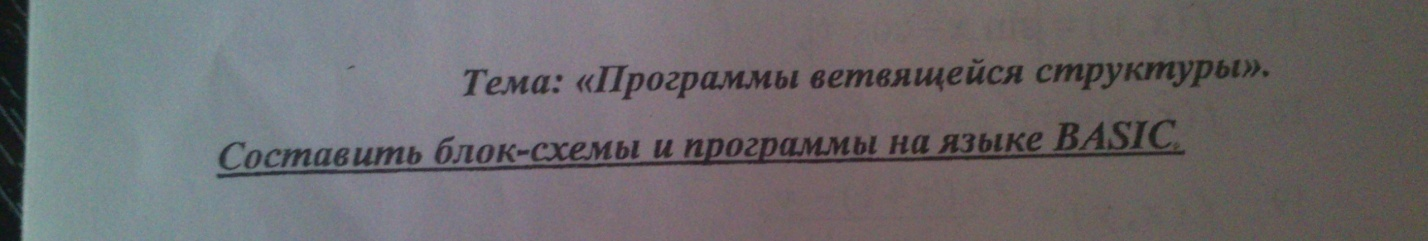 Тема: «Программы ветвящейся структуры».
Составить блок-схемы и программы на языке BASIC.